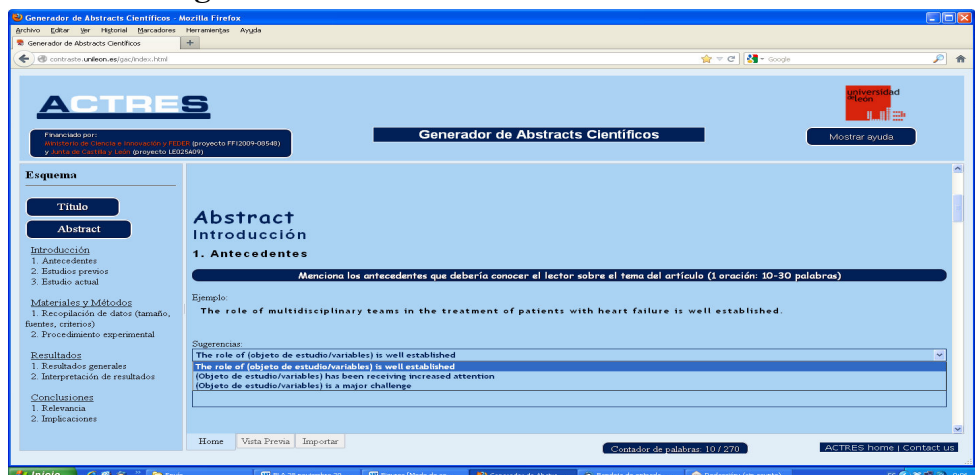 Generador de Abstracts Científicos - Mozilla Firefox
Archivo Editar Ver Historial Marcadores Herramientas Ayuda
Generador de Abstracts Científicos
contraste.unileon.es/gac/index.html
Google
ACTRES
universidad
de león
Financiado por:
Ministerio de Ciencia e Innovación y FEDER (proyecto FFI2009-08548)
y Junta de Castilla y León (proyecto LE025A09)
Generador de Abstracts Científicos
Mostrar ayuda
Esquema
Título
Abstract
Introducción
1. Antecedentes
2. Estudios previos
3. Estudio actual
Materiales y Métodos
1. Recopilación de datos (tamaño,
fuentes, criterios)
2. Procedimiento experimental
Resultados
1. Resultados generales
2. Interpretación de resultados
Conclusiones
1. Relevancia
2. Implicaciones
Abstract
Introducción
1. Antecedentes
Menciona los antecedentes que debería conocer el lector sobre el tema del artículo (1 oración: 10-30 palabras)
Ejemplo:
The role of multidisciplinary teams in the treatment of patients with heart failure is well established.
Sugerencias:
The role of (objeto de estudio/variables) is well established
The role of (objeto de estudio/variables) is well established
(Objeto de estudio/variables) has been receiving increased attention
(Objeto de estudio/variables) is a major challenge
Home Vista Previa Importar
Contador de palabras: 10 / 270
ACTRES home | Contact us
Inicio